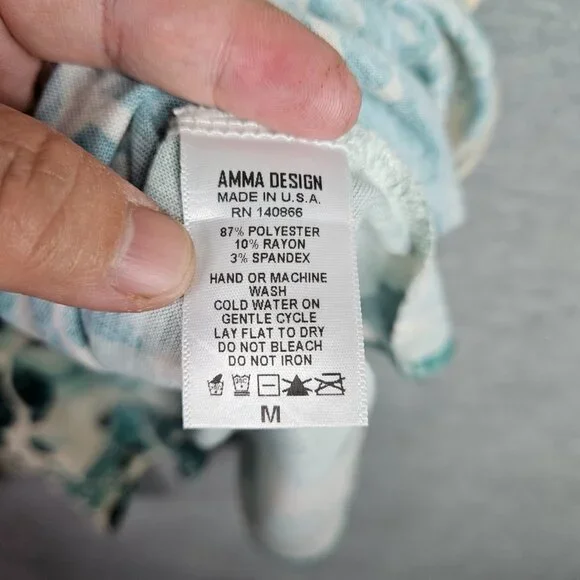 AMMA DESIGN
MADE IN U.S.A.
RN 140866
87% POLYESTER
10% RAYON
3% SPANDEX
HAND OR MACHINE
WASH
COLD WATER ON
GENTLE CYCLE
LAY FLAT TO DRY
DO NOT BLEACH
DO NOT IRON
M